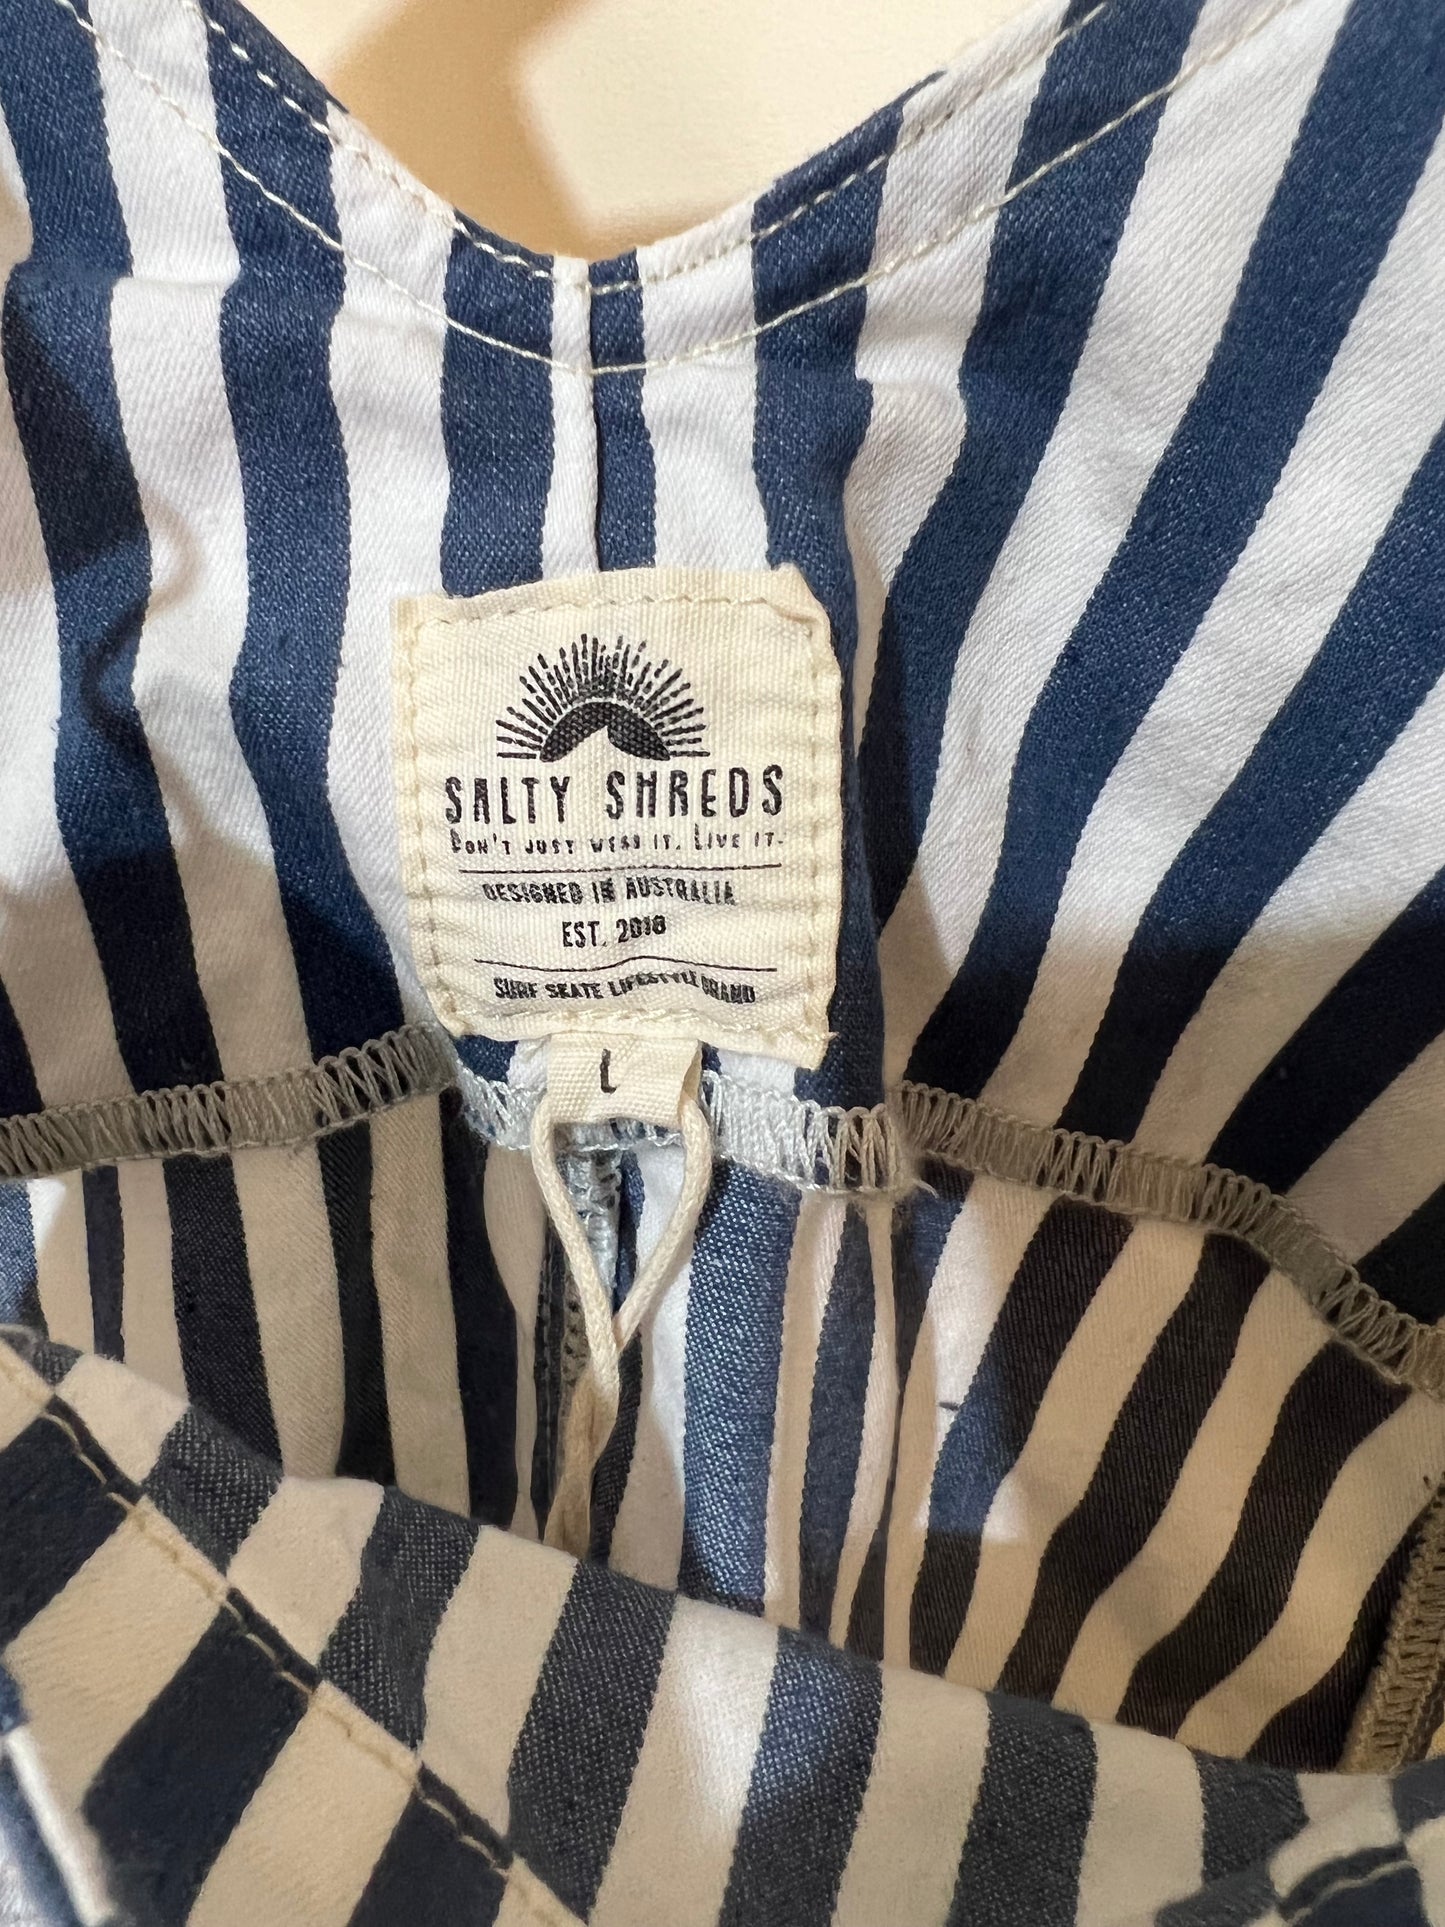 SALTY SHREDS
DON'T JUST WEAR IT. LIVE IT.
DESIGNED IN AUSTRALIA
EST. 2018
SURF SKATE LIFESTYLE BRAND
L